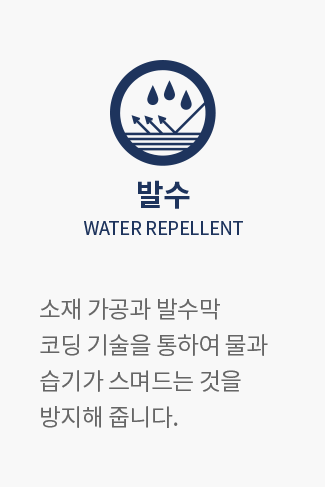 발수
WATER REPELLENT
소재 가공과 발수막
코딩 기술을 통하여 물과
습기가 스며드는 것을
방지해 줍니다.